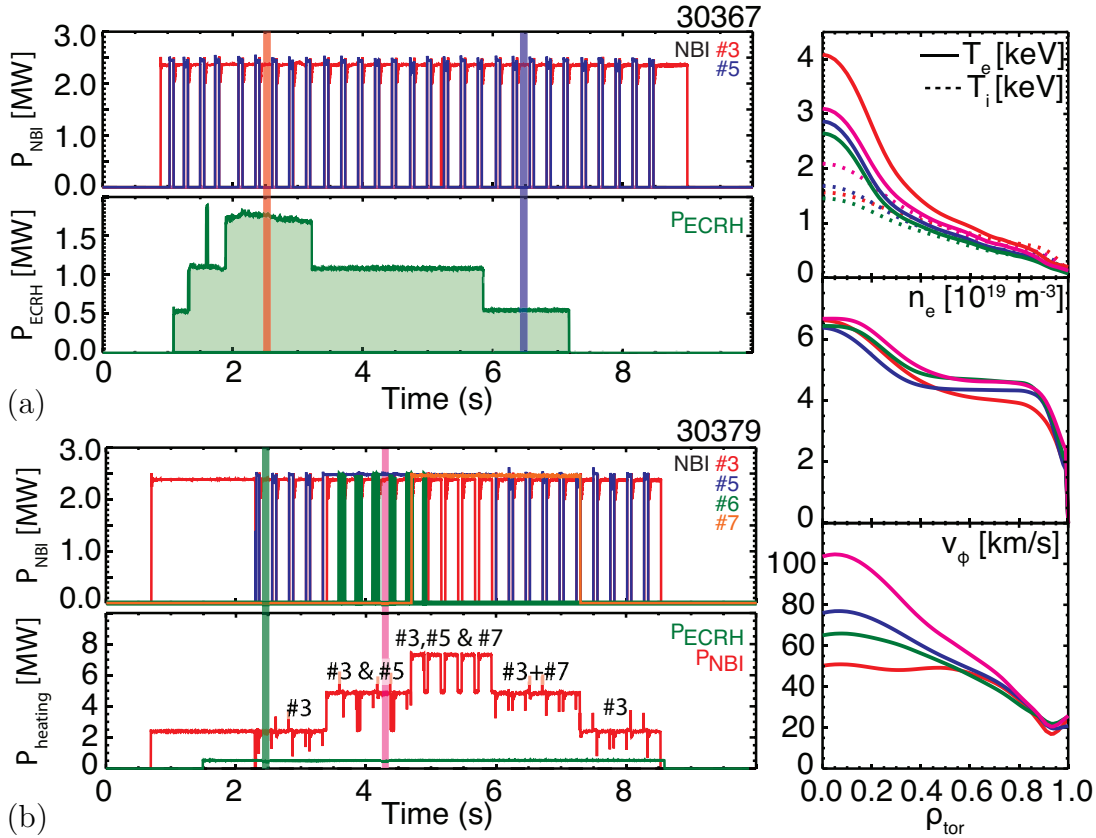 30367
3.0
2.0
1.0
0.0
P_NBI [MW]
NBI #3
#5
0 2 4 6 8
1.5
1.0
0.5
0.0
P_ECRH [MW]
P_ECRH
0 2 4 6 8
Time (s)
(a)
30379
3.0
2.0
1.0
0.0
P_NBI [MW]
NBI #3
#5
#6
#7
8
6
4
2
0
P_heating [MW]
P_ECRH
P_NBI
#3,#5 & #7
#3 & #5
#3+#7
#3
#3
0 2 4 6 8
Time (s)
(b)
T_e [keV]
T_i [keV]
4
3
2
1
0
n_e [10^19 m^-3]
6
4
2
0
v_ϕ [km/s]
100
80
60
40
20
0
0.0 0.2 0.4 0.6 0.8 1.0
ρ_tor